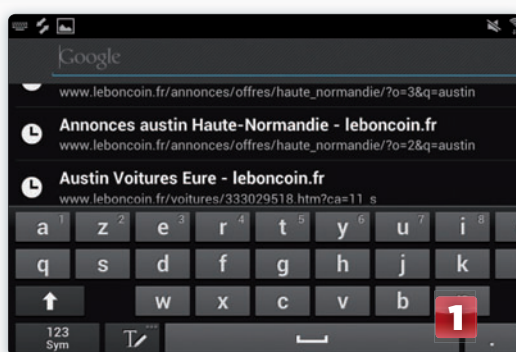 Google
www.leboncoin.fr/annonces/offres/haute_normandie/?o=3&q=austin
Annonces austin Haute-Normandie - leboncoin.fr
www.leboncoin.fr/annonces/offres/haute_normandie/?o=2&q=austin
Austin Voitures Eure - leboncoin.fr
www.leboncoin.fr/voitures/333029518.htm?ca=11_s
a 1 z 2 e 3 r 4 t 5 y 6 u 7 i 8
q s d f g h j k
w x c v b
1
123
Sym
T
.